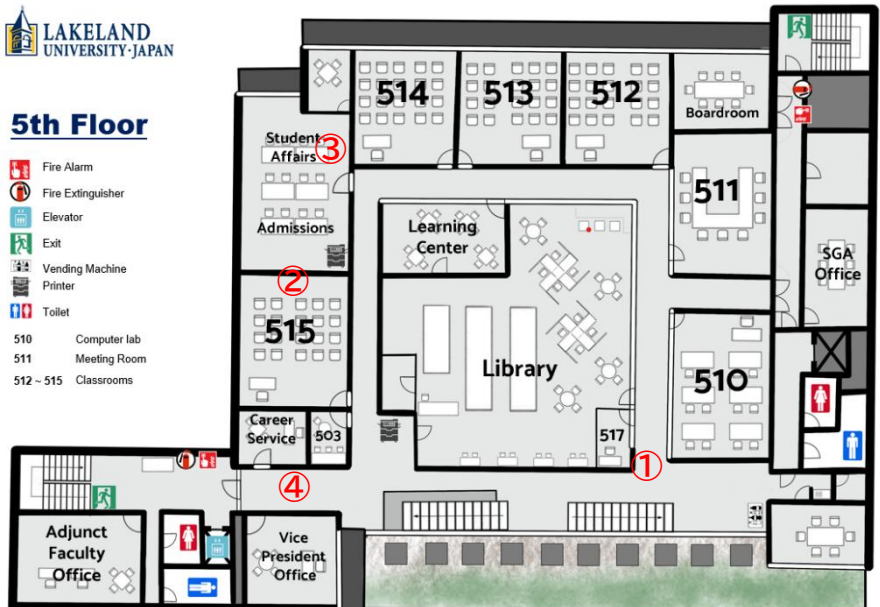 LAKELAND
UNIVERSITY·JAPAN
5th Floor
Fire Alarm
Fire Extinguisher
Elevator
Exit
Vending Machine
Printer
Toilet
510 Computer lab
511 Meeting Room
512 ~ 515 Classrooms
514
513
512
Boardroom
Student
Affairs
③
511
Admissions
Learning
Center
SGA
Office
②
515
Library
510
Career
Service
503
517
①
④
Adjunct
Faculty
Office
Vice
President
Office